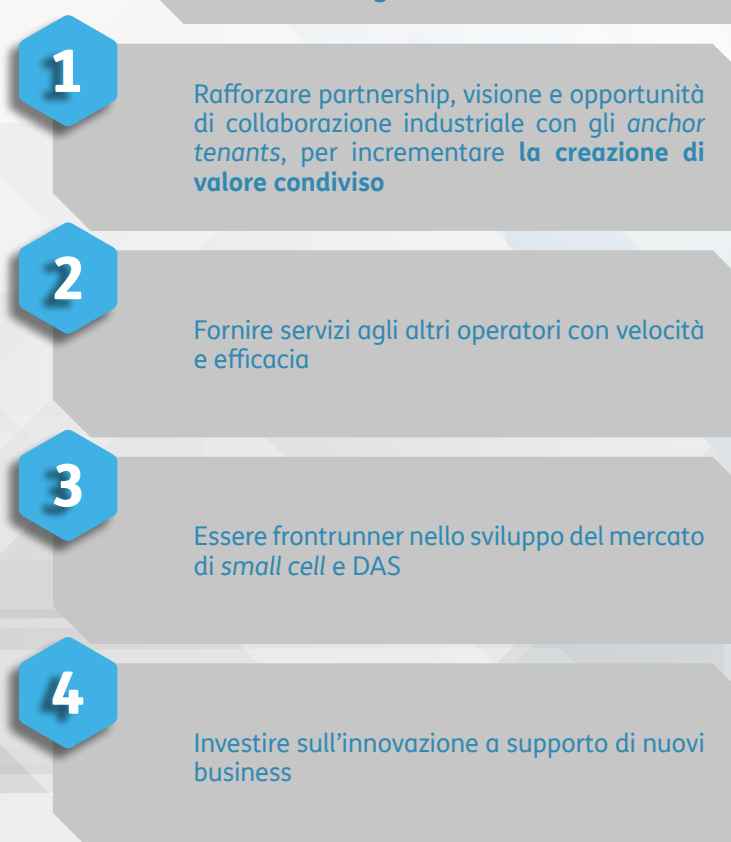 1
Rafforzare partnership, visione e opportunità
di collaborazione industriale con gli anchor
tenants, per incrementare la creazione di
valore condiviso
2
Fornire servizi agli altri operatori con velocità
e efficacia
3
Essere frontrunner nello sviluppo del mercato
di small cell e DAS
4
Investire sull’innovazione a supporto di nuovi
business